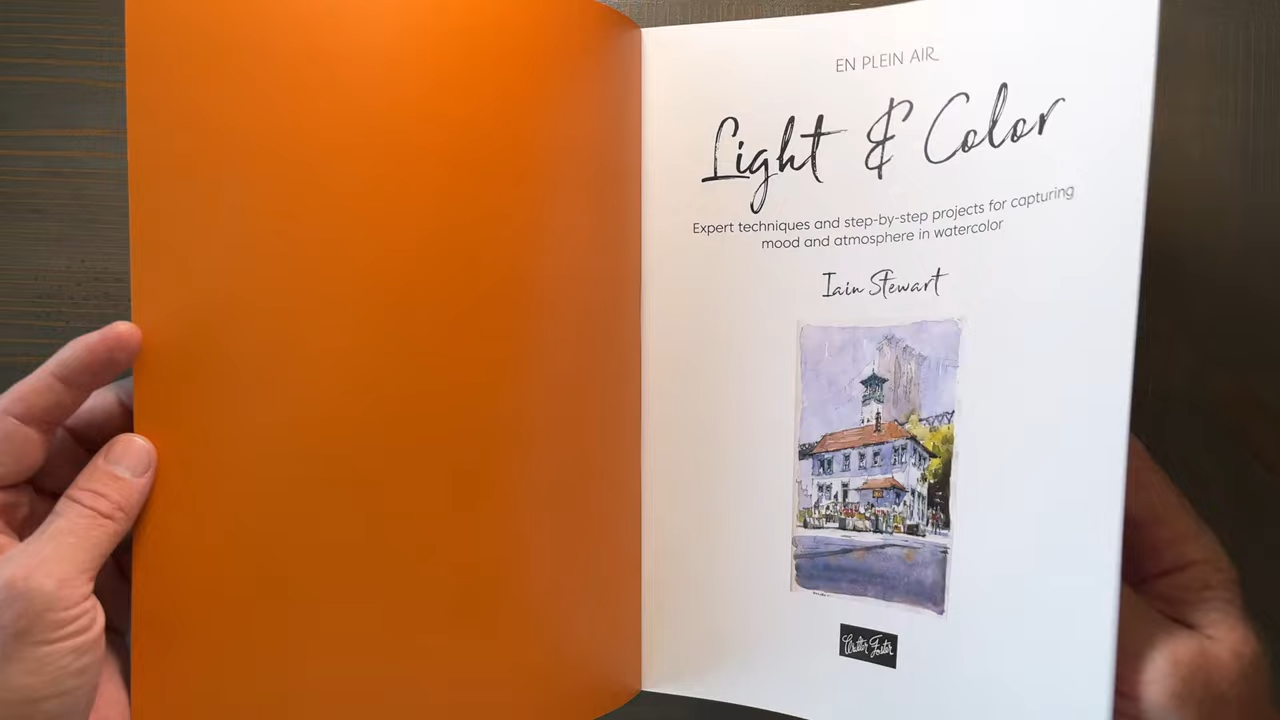 EN PLEIN AIR
Light & Color
Expert techniques and step-by-step projects for capturing
mood and atmosphere in watercolor
Iain Stewart
Walter Foster